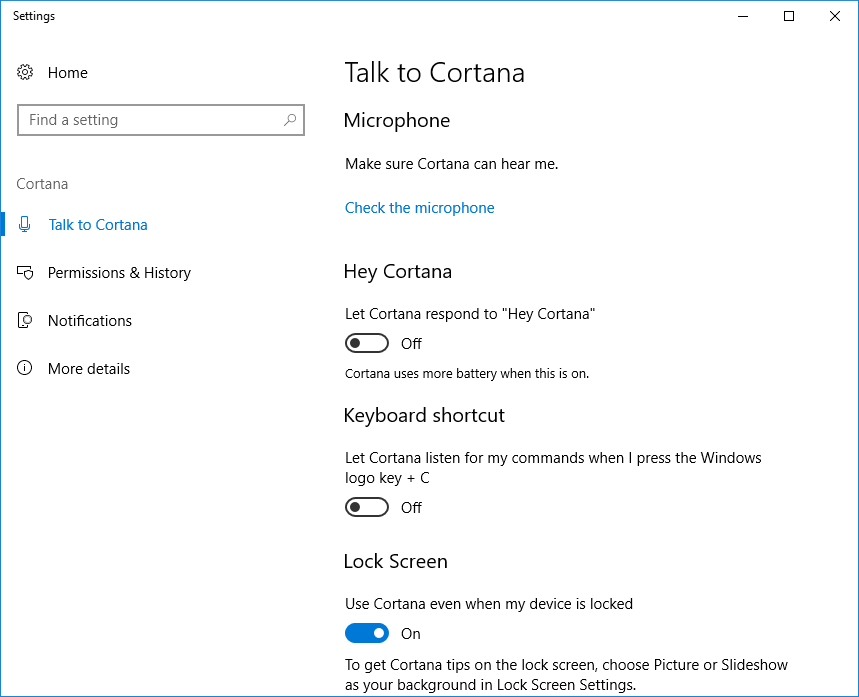 Settings
Home
Find a setting
Cortana
Talk to Cortana
Permissions & History
Notifications
More details
Talk to Cortana
Microphone
Make sure Cortana can hear me.
Check the microphone
Hey Cortana
Let Cortana respond to "Hey Cortana"
Off
Cortana uses more battery when this is on.
Keyboard shortcut
Let Cortana listen for my commands when I press the Windows
logo key + C
Off
Lock Screen
Use Cortana even when my device is locked
On
To get Cortana tips on the lock screen, choose Picture or Slideshow
as your background in Lock Screen Settings.